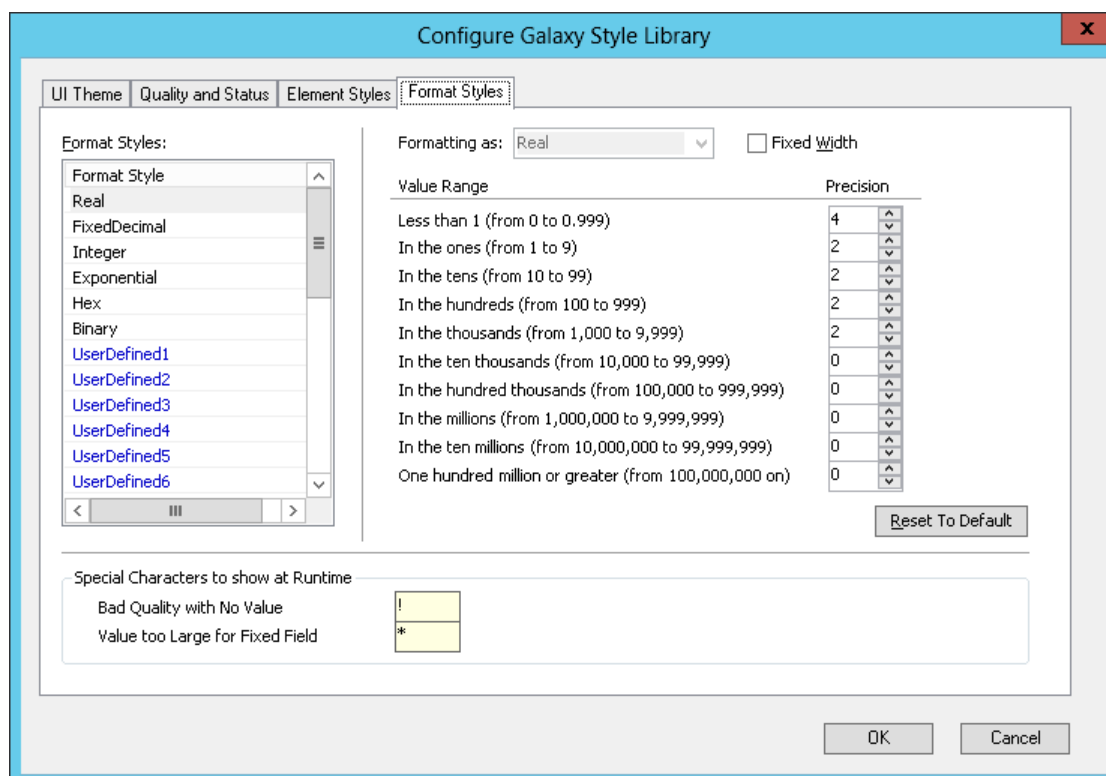 Configure Galaxy Style Library
x
UI Theme Quality and Status Element Styles Format Styles
Format Styles:
Format Style
Real
FixedDecimal
Integer
Exponential
Hex
Binary
UserDefined1
UserDefined2
UserDefined3
UserDefined4
UserDefined5
UserDefined6
Formatting as: Real Fixed Width
Value Range Precision
Less than 1 (from 0 to 0.999) 4
In the ones (from 1 to 9) 2
In the tens (from 10 to 99) 2
In the hundreds (from 100 to 999) 2
In the thousands (from 1,000 to 9,999) 2
In the ten thousands (from 10,000 to 99,999) 0
In the hundred thousands (from 100,000 to 999,999) 0
In the millions (from 1,000,000 to 9,999,999) 0
In the ten millions (from 10,000,000 to 99,999,999) 0
One hundred million or greater (from 100,000,000 on) 0
Reset To Default
Special Characters to show at Runtime
Bad Quality with No Value !
Value too Large for Fixed Field *
OK Cancel